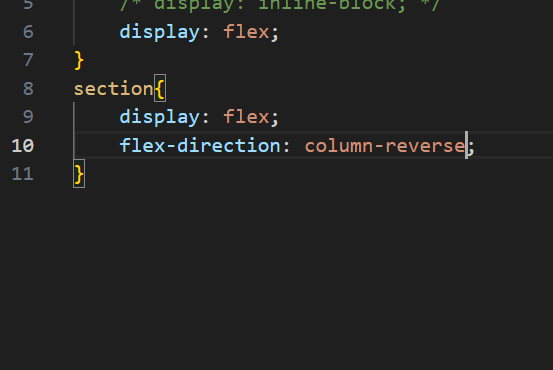 5 /* display: inline-block; */
6 display: flex;
7 }
8 section{
9 display: flex;
10 flex-direction: column-reverse;
11 }